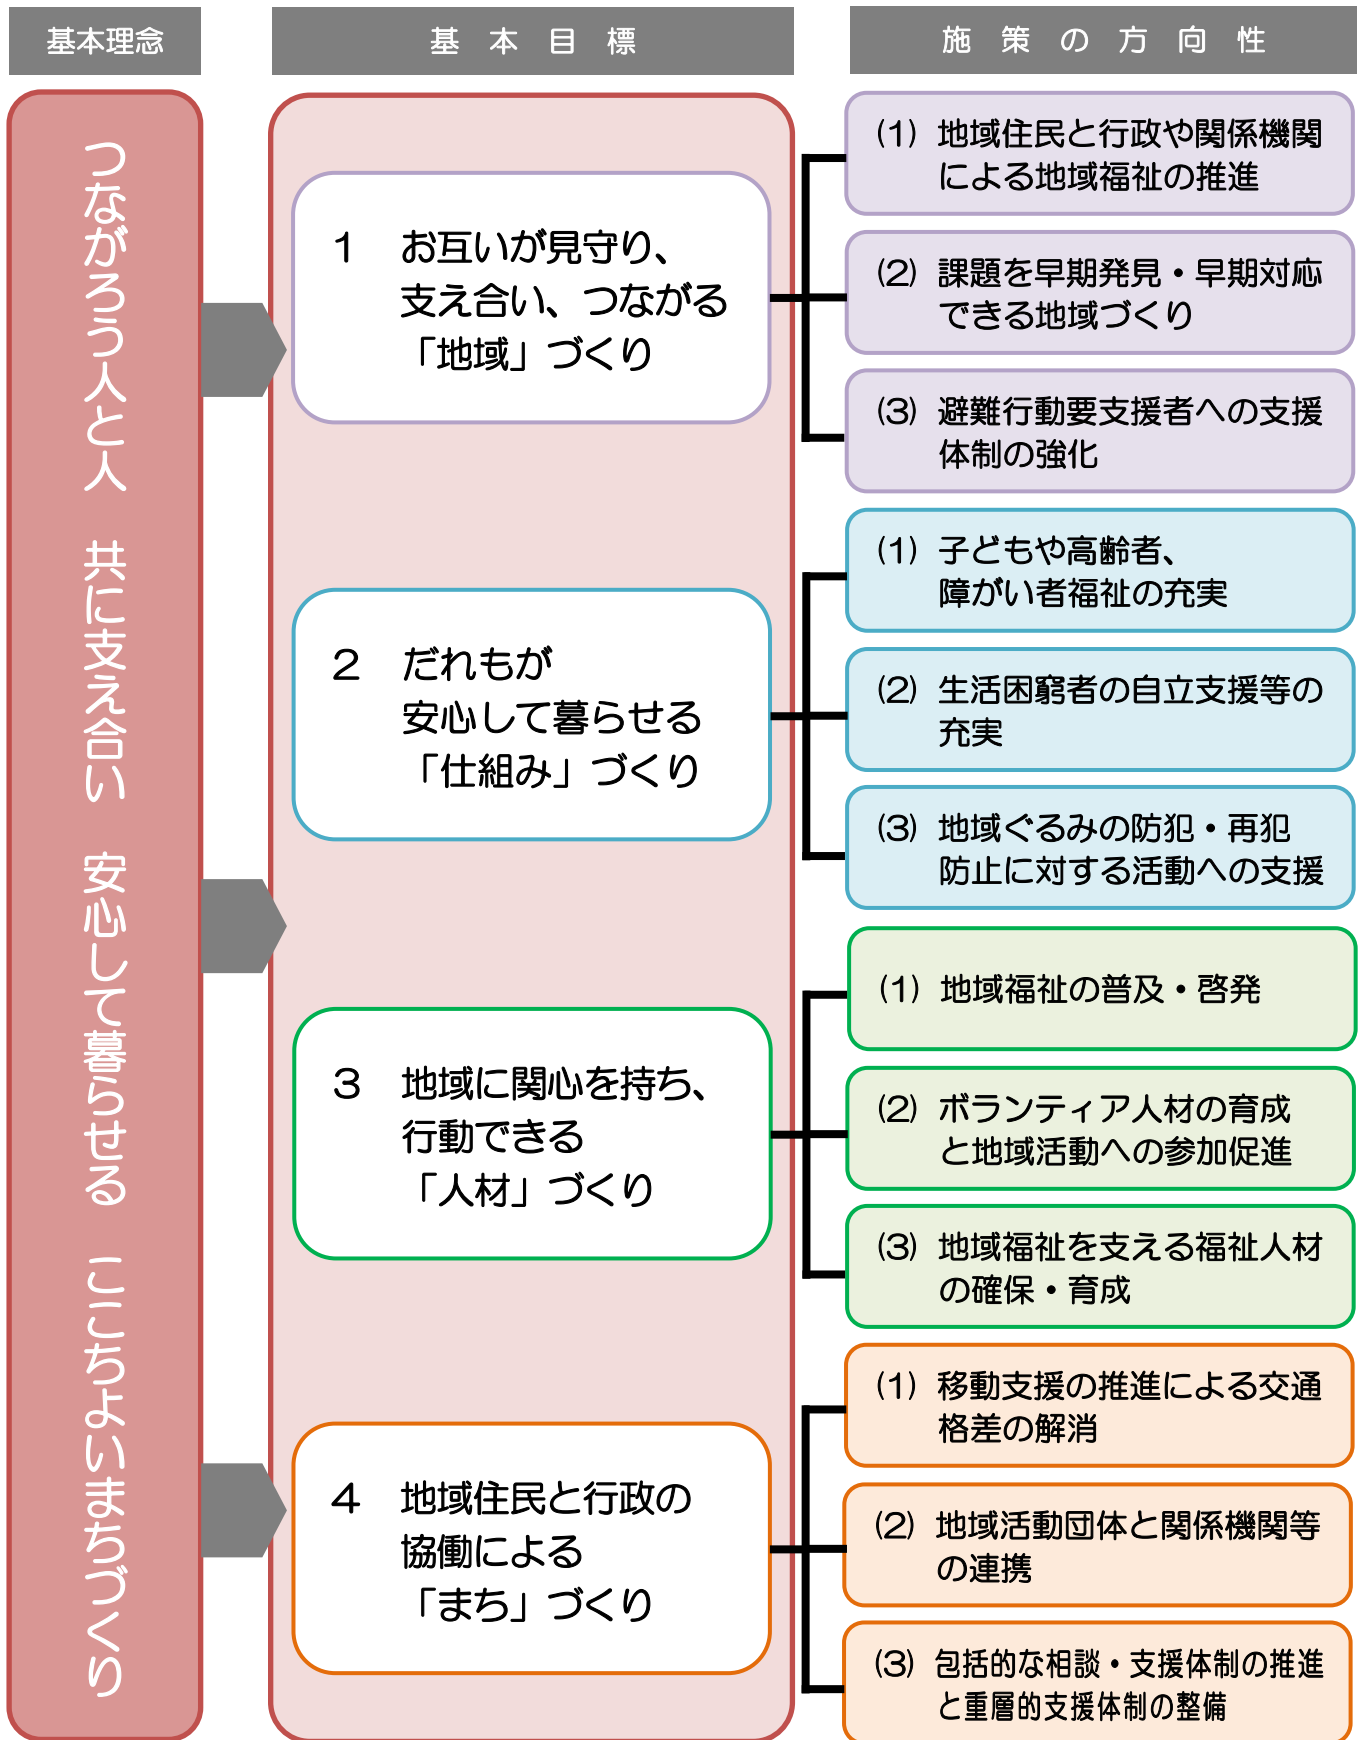 基本理念
基本目標
施策の方向性
つながろう人と人　共に支え合い　安心して暮らせる　ここちよいまちづくり
1　お互いが見守り、
支え合い、つながる
「地域」づくり
(1) 地域住民と行政や関係機関
による地域福祉の推進
(2) 課題を早期発見・早期対応
できる地域づくり
(3) 避難行動要支援者への支援
体制の強化
2　だれもが
安心して暮らせる
「仕組み」づくり
(1) 子どもや高齢者、
障がい者福祉の充実
(2) 生活困窮者の自立支援等の
充実
(3) 地域ぐるみの防犯・再犯
防止に対する活動への支援
3　地域に関心を持ち、
行動できる
「人材」づくり
(1) 地域福祉の普及・啓発
(2) ボランティア人材の育成
と地域活動への参加促進
(3) 地域福祉を支える福祉人材
の確保・育成
4　地域住民と行政の
協働による
「まち」づくり
(1) 移動支援の推進による交通
格差の解消
(2) 地域活動団体と関係機関等
の連携
(3) 包括的な相談・支援体制の推進
と重層的支援体制の整備